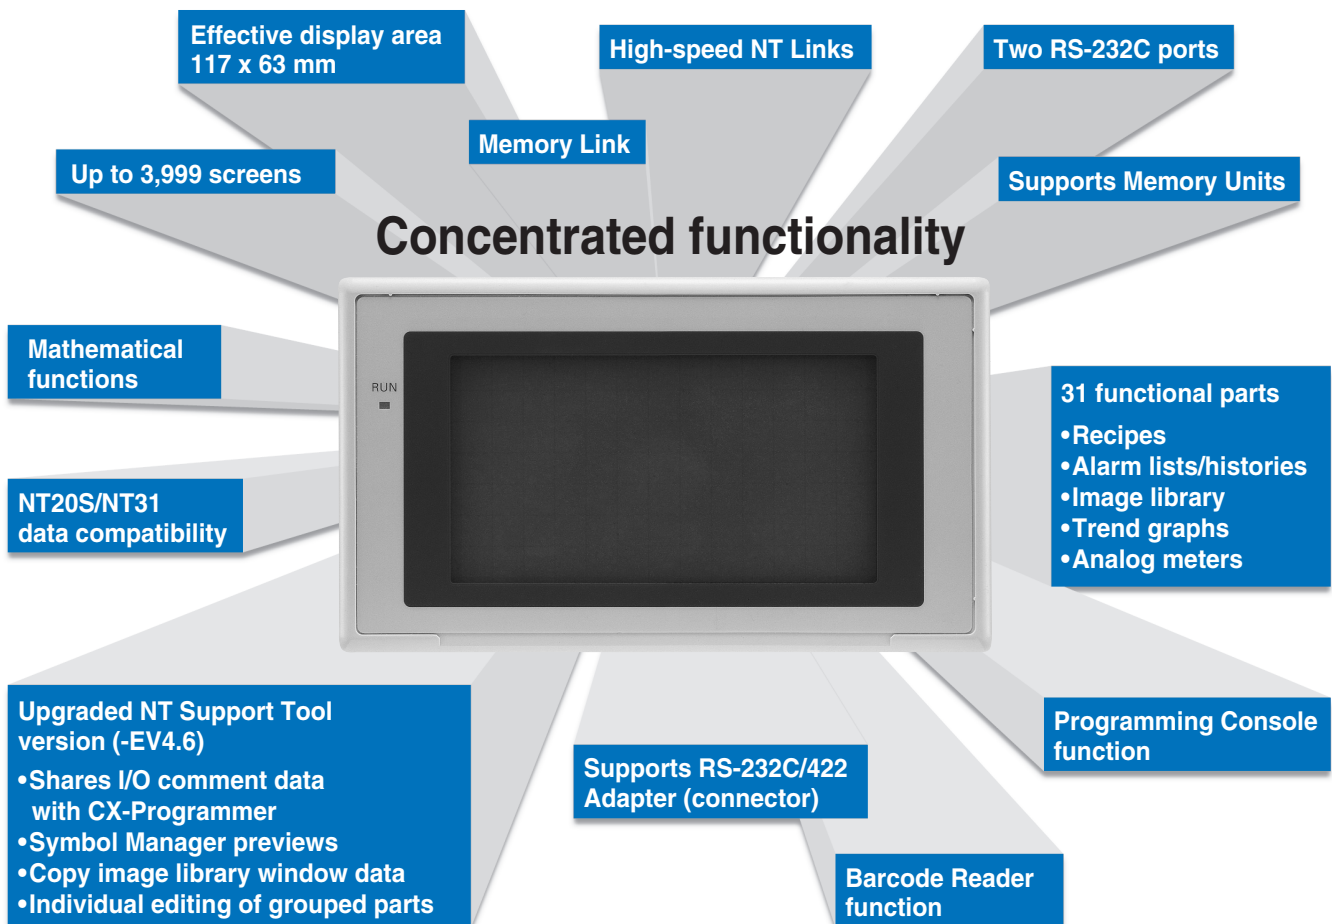 Effective display area
117 x 63 mm
High-speed NT Links
Two RS-232C ports
Memory Link
Up to 3,999 screens
Supports Memory Units
Concentrated functionality
Mathematical
functions
RUN
31 functional parts
•Recipes
•Alarm lists/histories
•Image library
•Trend graphs
•Analog meters
NT20S/NT31
data compatibility
Upgraded NT Support Tool
version (-EV4.6)
•Shares I/O comment data
with CX-Programmer
•Symbol Manager previews
•Copy image library window data
•Individual editing of grouped parts
Supports RS-232C/422
Adapter (connector)
Programming Console
function
Barcode Reader
function